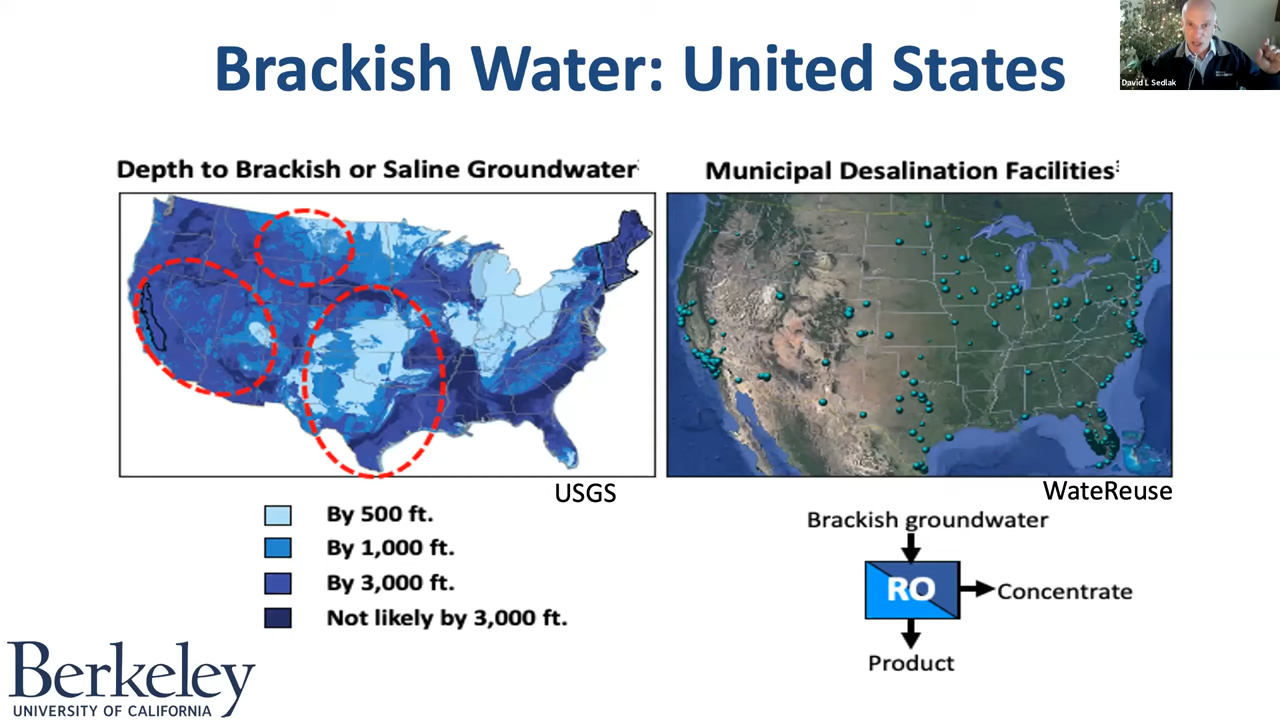 Brackish Water: United States
David L Sedlak
Depth to Brackish or Saline Groundwater
Municipal Desalination Facilities³
USGS
WateReuse
By 500 ft.
By 1,000 ft.
By 3,000 ft.
Not likely by 3,000 ft.
Brackish groundwater
RO
Concentrate
Product
Berkeley
UNIVERSITY OF CALIFORNIA